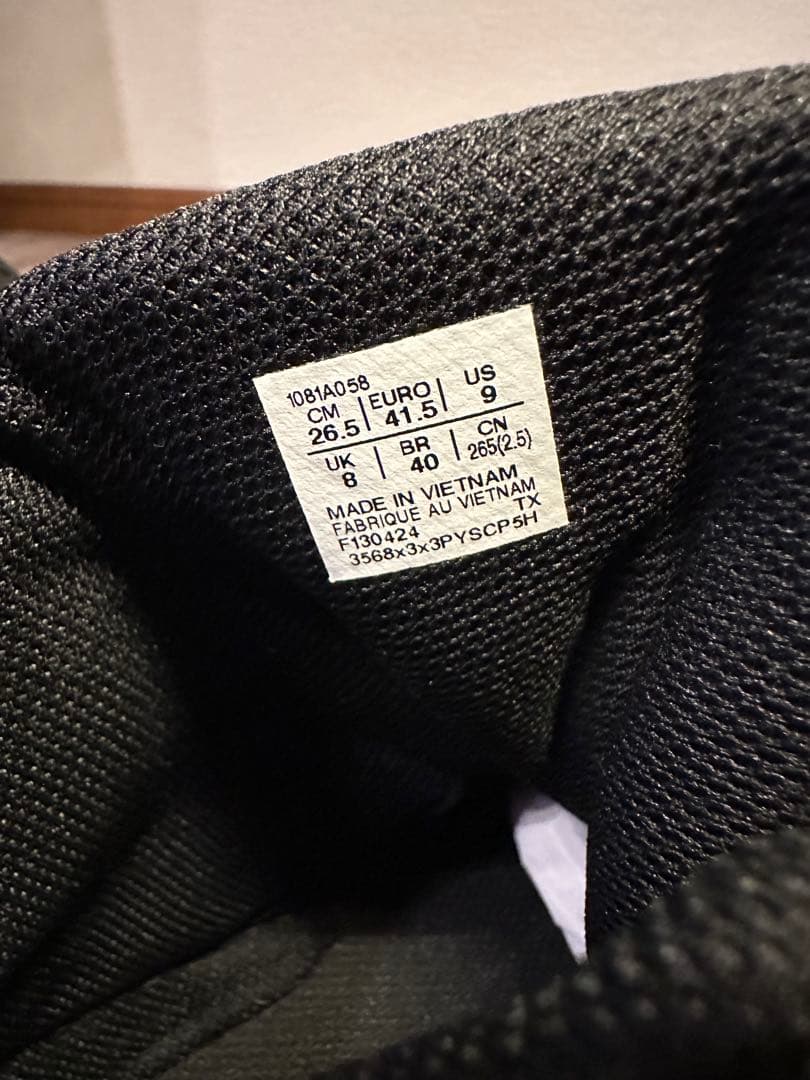 1081A058
CM | EURO | US
26.5 | 41.5 | 9
UK | BR | CN
8 | 40 | 265(2.5)
MADE IN VIETNAM
FABRIQUE AU VIETNAM
F130424 TX
3568x3x3PYSCP5H